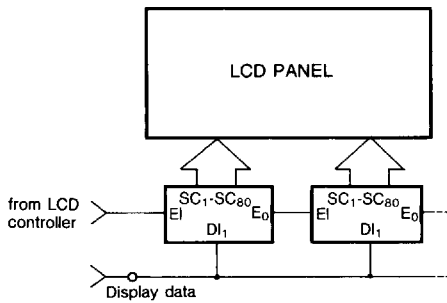 LCD PANEL
from LCD
controller
SC₁-SC₈₀
EI
E₀
DI₁
SC₁-SC₈₀
EI
E₀
DI₁
Display data